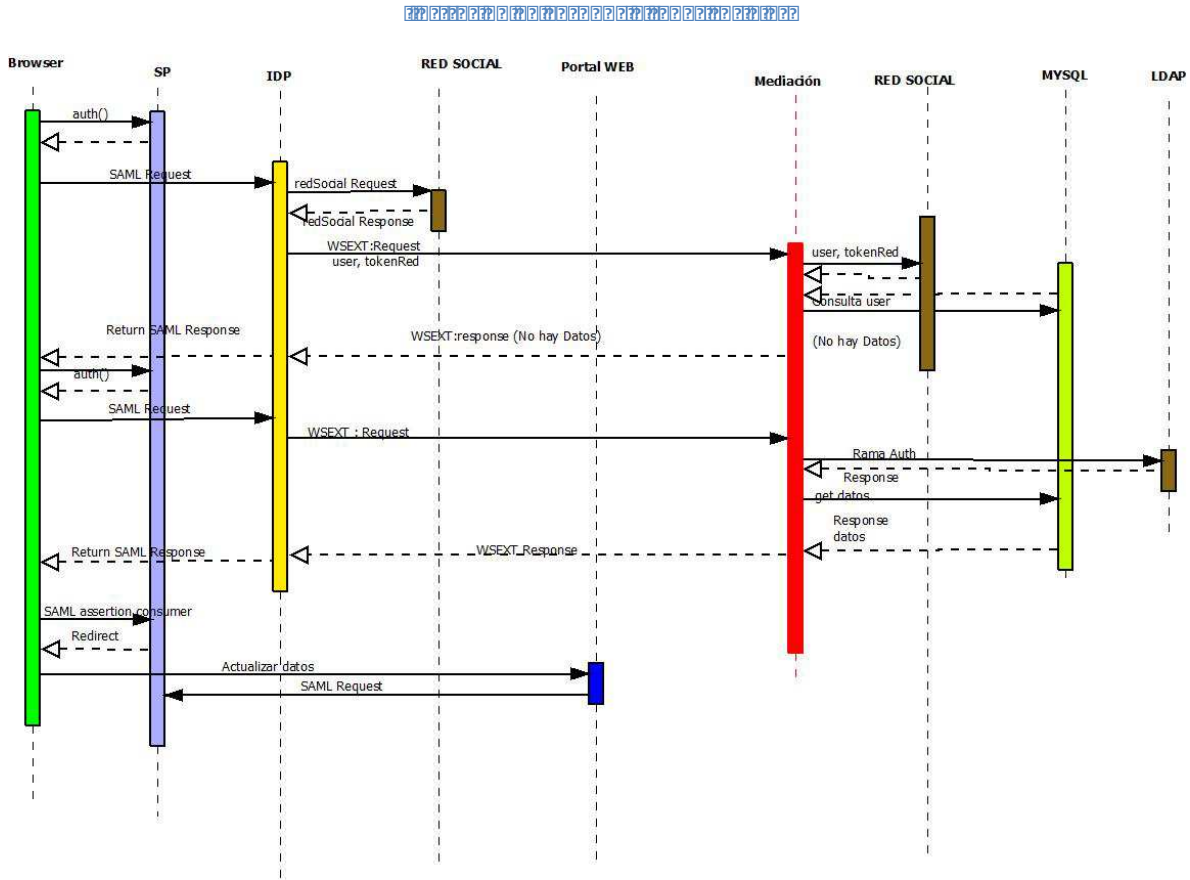 Browser
SP
IDP
RED SOCIAL
Portal WEB
Mediación
RED SOCIAL
MYSQL
LDAP
auth()
SAML Request
redSocial Request
redSocial Response
WSEXT:Request
user, tokenRed
user, tokenRed
Consulta user
Return SAML Response
WSEXT:response (No hay Datos)
(No hay Datos)
auth()
SAML Request
WSEXT : Request
Rama Auth
Response
get datos
Response
datos
Return SAML Response
WSEXT Response
SAML assertion consumer
Redirect
Actualizar datos
SAML Request